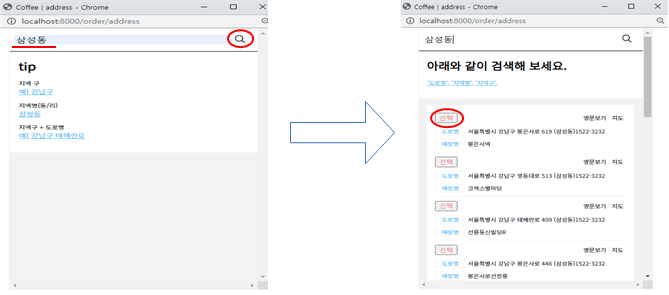 Coffee | address - Chrome
localhost:8000/order/address
삼성동
tip
지역 구
예) 강남구
지역명(동/리)
삼성동
지역구 + 도로명
예) 강남구 테헤란로
Coffee | address - Chrome
localhost:8000/order/address
삼성동
아래와 같이 검색해 보세요.
'도로명', '지역명', '지역구',
선택 영문보기 지도
도로명 서울특별시 강남구 봉은사로 619 (삼성동)1522-3232
매장명 봉은사역
선택 영문보기 지도
도로명 서울특별시 강남구 영동대로 513 (삼성동)1522-3232
매장명 코엑스별마당
선택 영문보기 지도
도로명 서울특별시 강남구 테헤란로 409 (삼성동)1522-3232
매장명 선릉동신빌딩R
선택 영문보기 지도
도로명 서울특별시 강남구 봉은사로 446 (삼성동)1522-3232
매장명 봉은사로선정릉